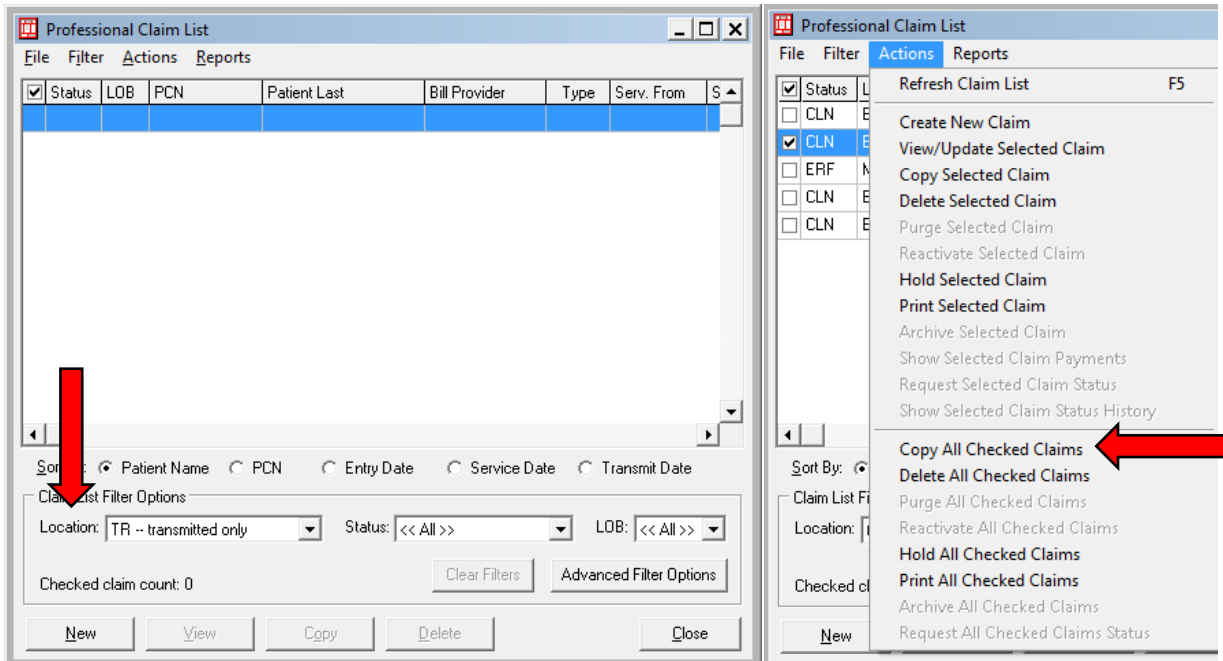 Professional Claim List
File Filter Actions Reports
Status LOB PCN Patient Last Bill Provider Type Serv. From S
Patient Name PCN Entry Date Service Date Transmit Date
Claim List Filter Options
Location: TR -- transmitted only Status: << All >> LOB: << All >>
Checked claim count: 0 Clear Filters Advanced Filter Options
New View Copy Delete Close
Professional Claim List
File Filter Actions Reports
Status L
CLN E
CLN E
ERF M
CLN E
CLN E
Refresh Claim List F5
Create New Claim
View/Update Selected Claim
Copy Selected Claim
Delete Selected Claim
Purge Selected Claim
Reactivate Selected Claim
Hold Selected Claim
Print Selected Claim
Archive Selected Claim
Show Selected Claim Payments
Request Selected Claim Status
Show Selected Claim Status History
Copy All Checked Claims
Delete All Checked Claims
Purge All Checked Claims
Reactivate All Checked Claims
Hold All Checked Claims
Print All Checked Claims
Archive All Checked Claims
Request All Checked Claims Status
Sort By:
Claim List Fi
Location:
Checked cl
New